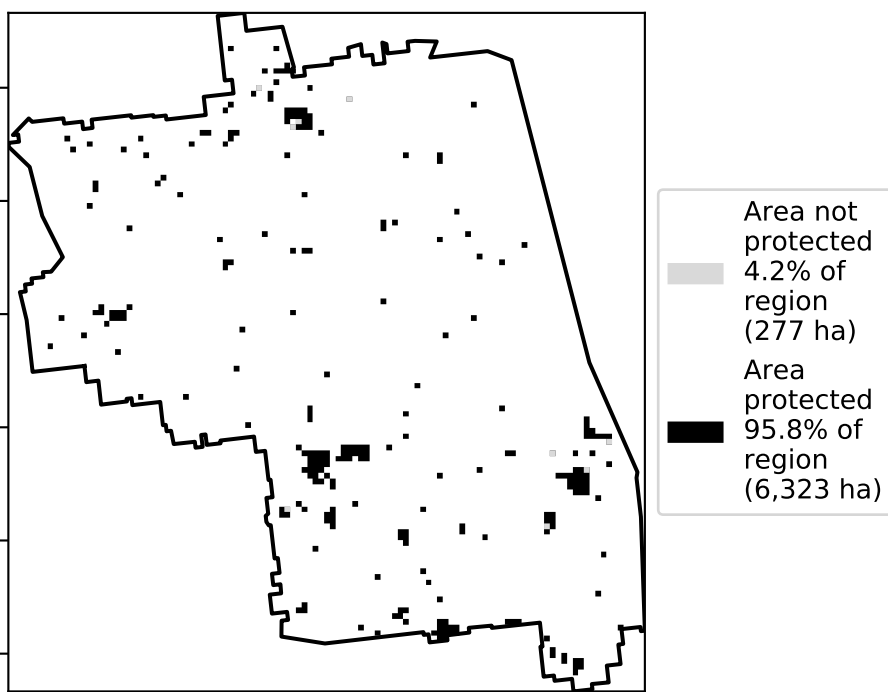 Area not
protected
4.2% of
region
(277 ha)
Area
protected
95.8% of
region
(6,323 ha)